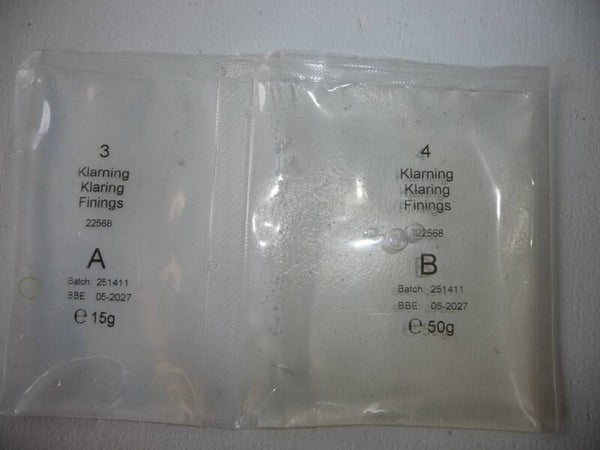 3
Klarning
Klaring
Finings
22568
A
Batch: 251411
BBE: 05-2027
℮ 15g
4
Klarning
Klaring
Finings
22568
B
Batch: 251411
BBE: 05-2027
℮ 50g